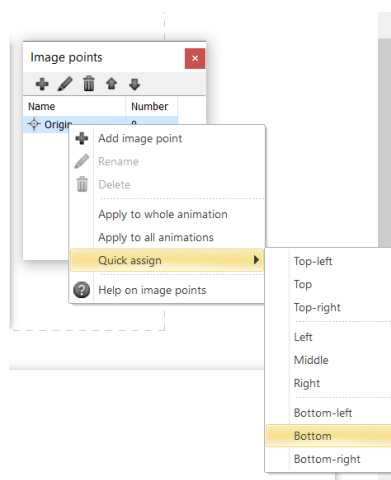 Image points
Name Number
Origin 0
Add image point
Rename
Delete
Apply to whole animation
Apply to all animations
Quick assign
Help on image points
Top-left
Top
Top-right
Left
Middle
Right
Bottom-left
Bottom
Bottom-right